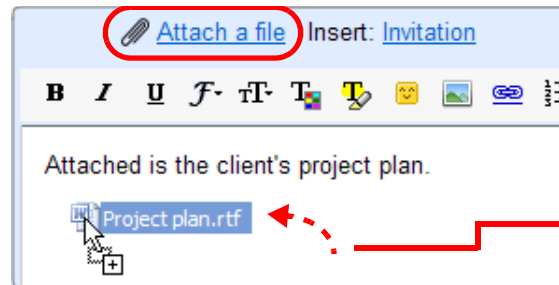 Attach a file Insert: Invitation
B I U F T T T
Attached is the client's project plan.
Project plan.rtf